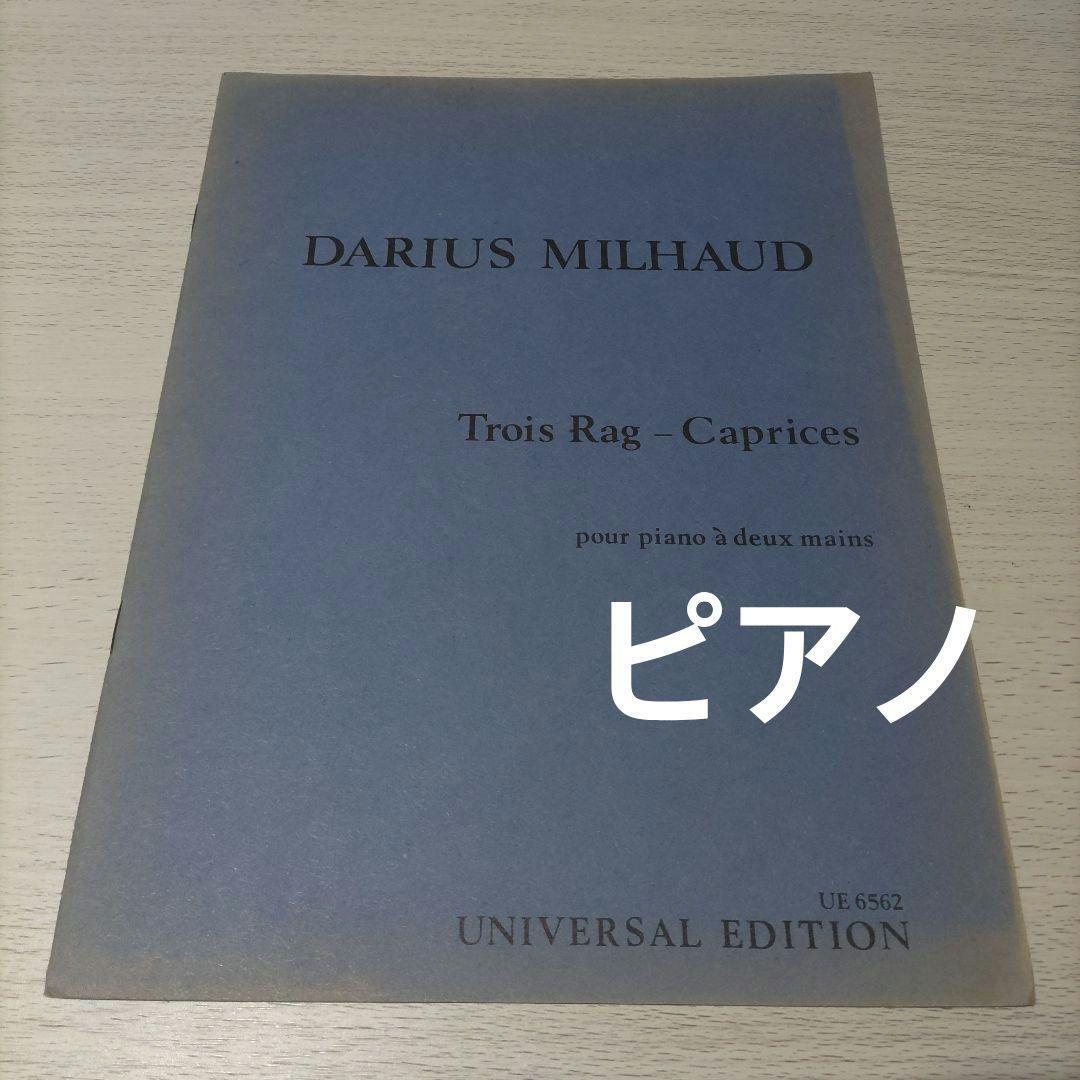 DARIUS MILHAUD
Trois Rag – Caprices
pour piano à deux mains
ピアノ
UE 6562
UNIVERSAL EDITION